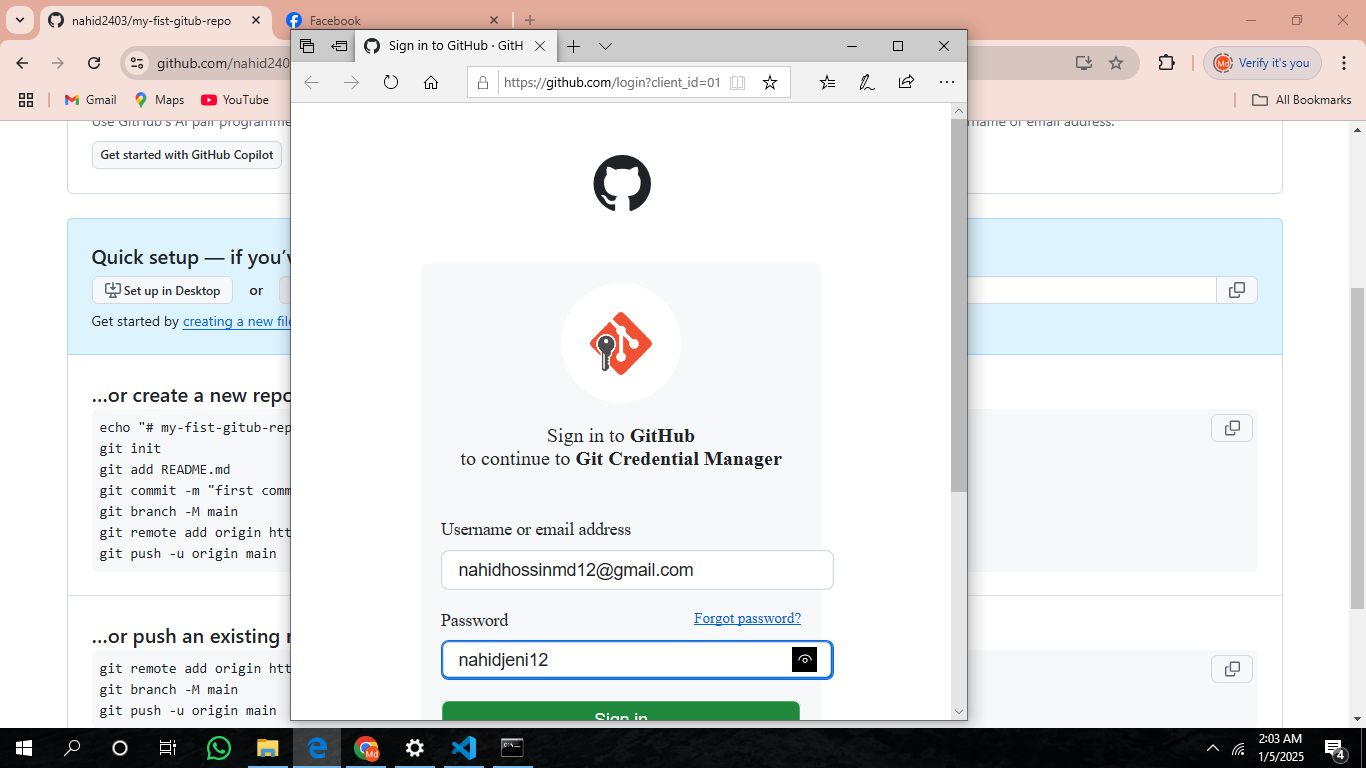 nahid2403/my-fist-gitub-repo
Facebook
github.com/nahid240
Verify it's you
Gmail
Maps
YouTube
All Bookmarks
Sign in to GitHub · GitH
https://github.com/login?client_id=01
Use GitHub's AI pair programme
name or email address.
Get started with GitHub Copilot
Quick setup — if you'v
Set up in Desktop
or
Get started by creating a new file
...or create a new repo
echo "# my-fist-gitub-rep
git init
git add README.md
git commit -m "first comm
git branch -M main
git remote add origin htt
git push -u origin main
...or push an existing r
git remote add origin htt
git branch -M main
git push -u origin main
Sign in to GitHub
to continue to Git Credential Manager
Username or email address
nahidhossinmd12@gmail.com
Password
Forgot password?
nahidjeni12
Sign in
Md
2:03 AM
1/5/2025
4